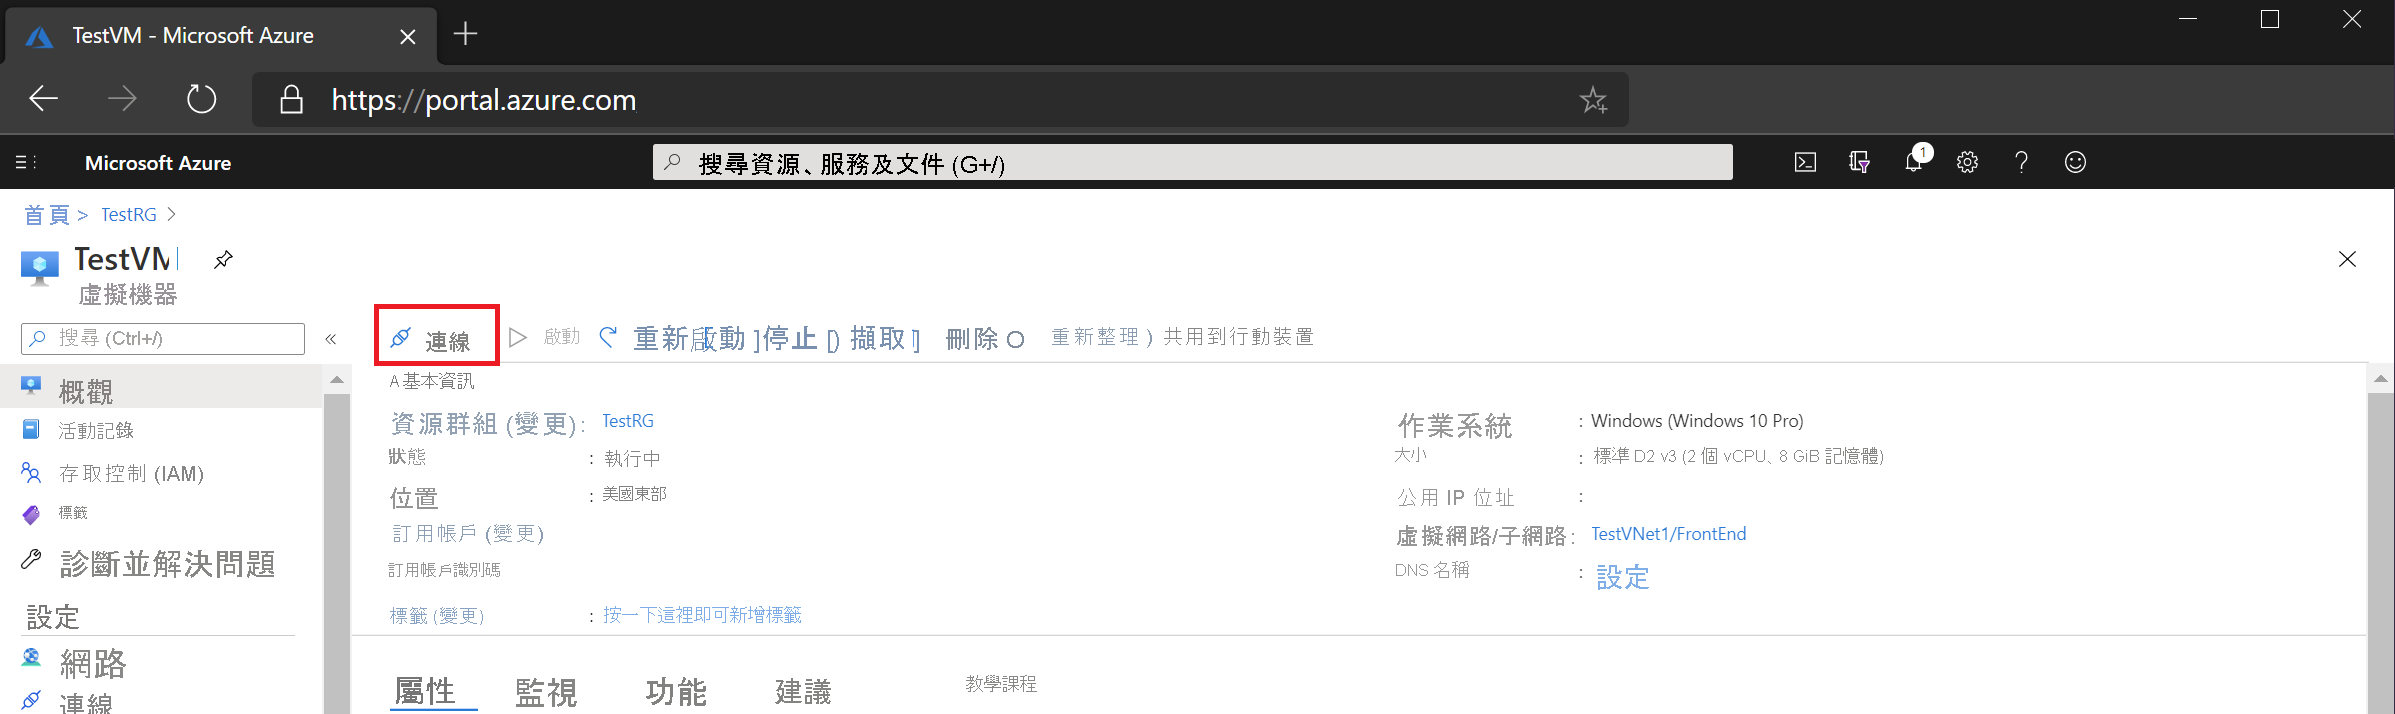 TestVM - Microsoft Azure
https://portal.azure.com
Microsoft Azure
搜尋資源、服務及文件 (G+/)
1
首頁 > TestRG >
TestVM
虛擬機器
搜尋 (Ctrl+/)
«
連線
啟動
重新啟動
停止
擷取
刪除
重新整理
共用到行動裝置
概觀
活動記錄
存取控制 (IAM)
標籤
診斷並解決問題
設定
網路
連線
A 基本資訊
資源群組 (變更) : TestRG
狀態 : 執行中
位置 : 美國東部
訂用帳戶 (變更)
訂用帳戶識別碼
標籤 (變更) : 按一下這裡即可新增標籤
作業系統 : Windows (Windows 10 Pro)
大小 : 標準 D2 v3 (2 個 vCPU、8 GiB 記憶體)
公用 IP 位址 :
虛擬網路/子網路 : TestVNet1/FrontEnd
DNS 名稱 : 設定
屬性 監視 功能 建議 教學課程